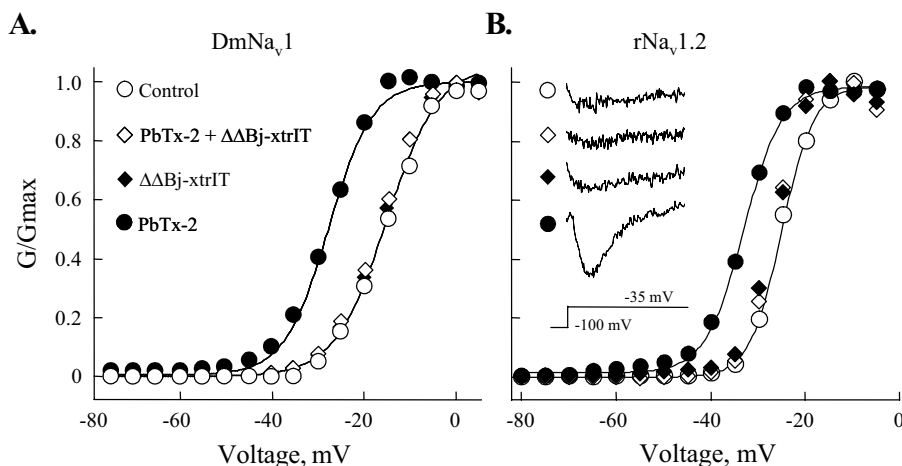 A.
DmNav1
B.
rNav1.2
G/Gmax
1.0
0.8
0.6
0.4
0.2
0
Control
PbTx-2 + ΔΔBj-xtrIT
ΔΔBj-xtrIT
PbTx-2
-35 mV
-100 mV
-80 -60 -40 -20 0
-80 -60 -40 -20 0
Voltage, mV
Voltage, mV